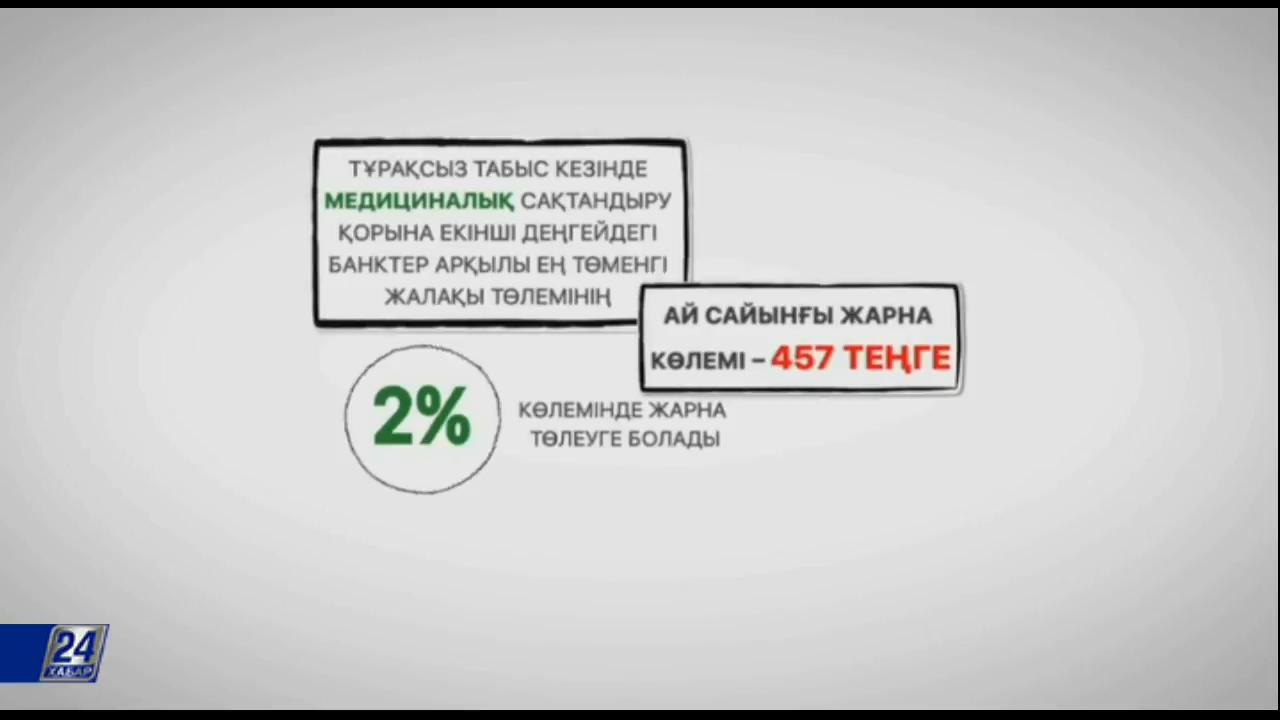 ТҰРАҚСЫЗ ТАБЫС КЕЗІНДЕ
МЕДИЦИНАЛЫҚ САҚТАНДЫРУ
ҚОРЫНА ЕКІНШІ ДЕҢГЕЙДЕГІ
БАНКТЕР АРҚЫЛЫ ЕҢ ТӨМЕНГІ
ЖАЛАҚЫ ТӨЛЕМІНІҢ
АЙ САЙЫНҒЫ ЖАРНА
КӨЛЕМІ – 457 ТЕҢГЕ
2%
КӨЛЕМІНДЕ ЖАРНА
ТӨЛЕУГЕ БОЛАДЫ
24
ХАБАР